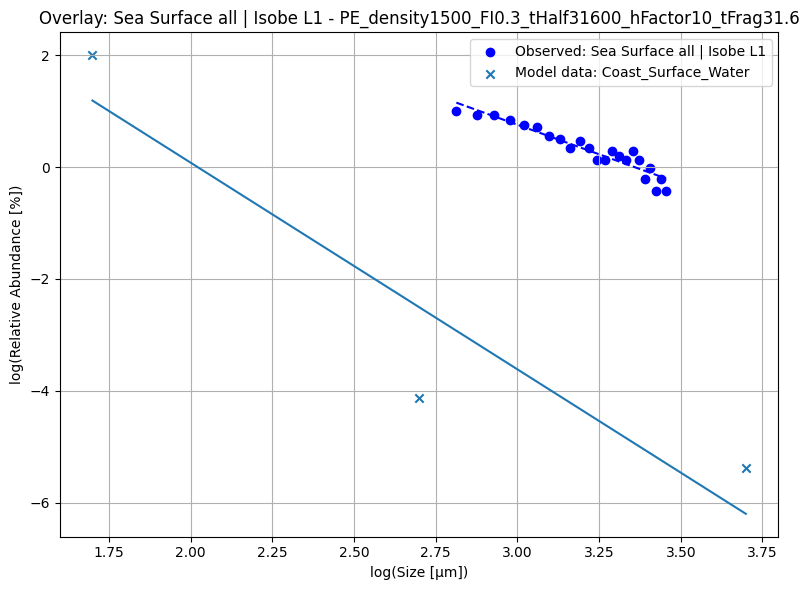 Overlay: Sea Surface all | Isobe L1 - PE_density1500_FI0.3_tHalf31600_hFactor10_tFrag31.6
Observed: Sea Surface all | Isobe L1
Model data: Coast_Surface_Water
log(Relative Abundance [%])
2
0
−2
−4
−6
1.75 2.00 2.25 2.50 2.75 3.00 3.25 3.50 3.75
log(Size [μm])